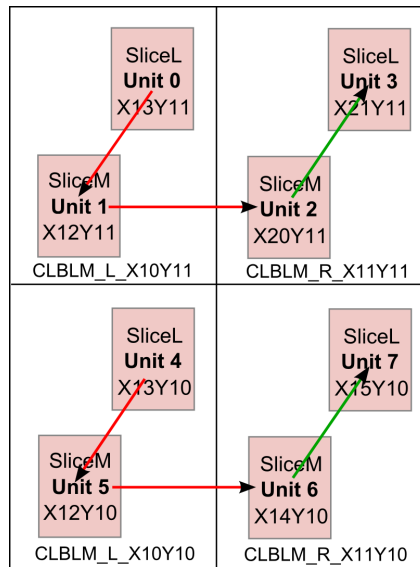 SliceL
Unit 0
X13Y11
SliceM
Unit 1
X12Y11
CLBLM_L_X10Y11
SliceL
Unit 3
X21Y11
SliceM
Unit 2
X20Y11
CLBLM_R_X11Y11
SliceL
Unit 4
X13Y10
SliceM
Unit 5
X12Y10
CLBLM_L_X10Y10
SliceL
Unit 7
X15Y10
SliceM
Unit 6
X14Y10
CLBLM_R_X11Y10